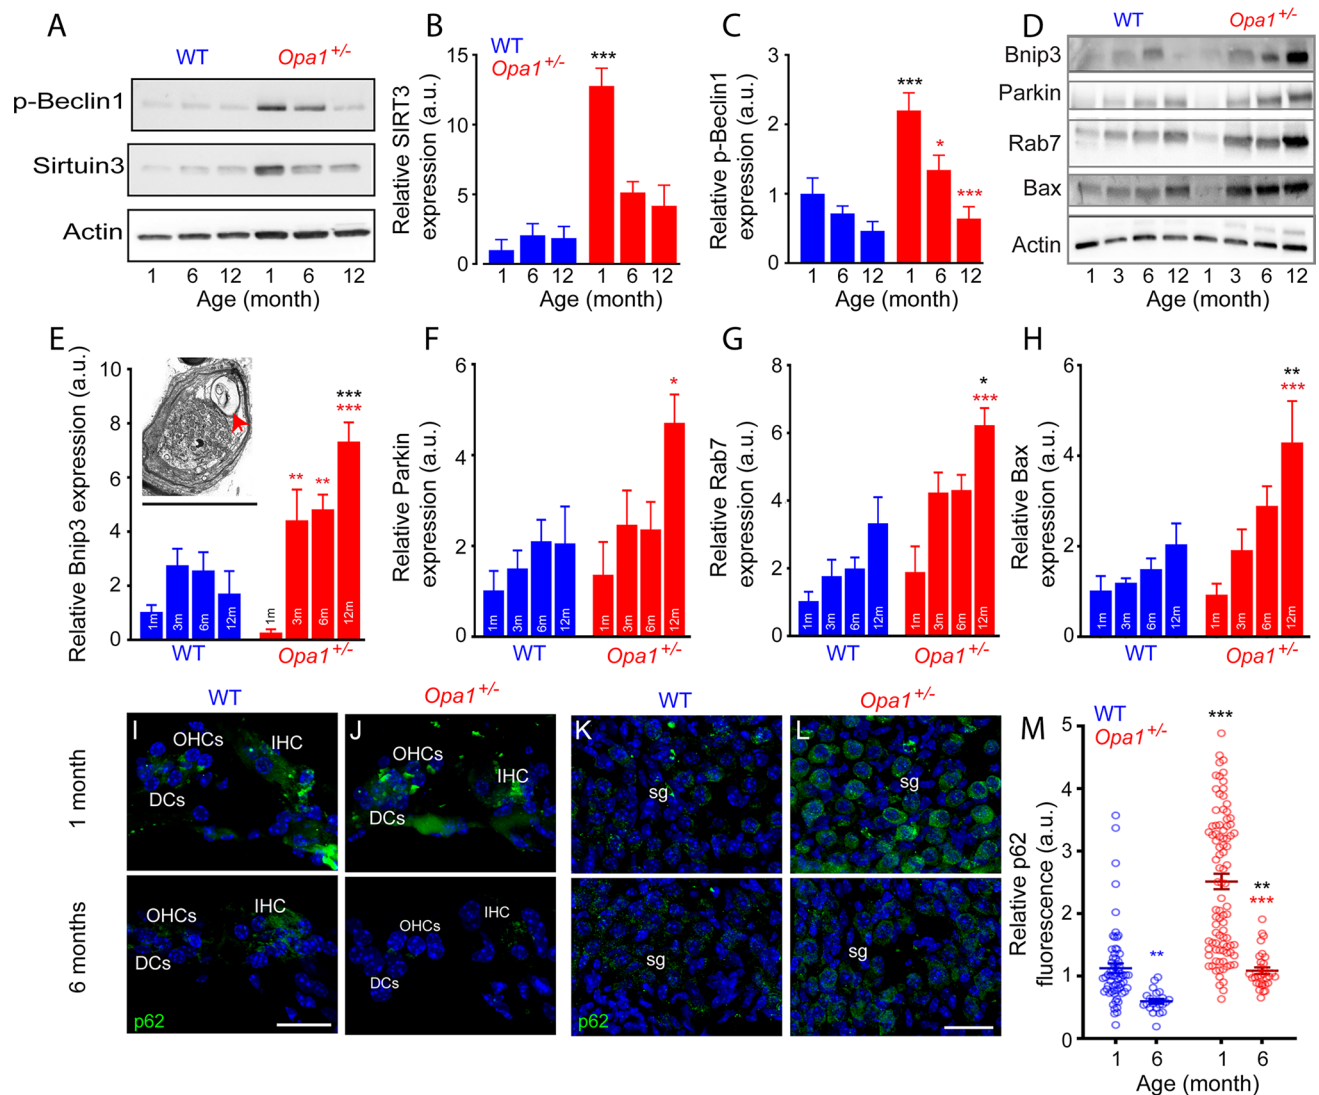 A
WT
Opa1+/-
p-Beclin1
Sirtuin3
Actin
1 6 12 1 6 12
Age (month)
B
WT
Opa1+/-
***
Relative SIRT3
expression (a.u.)
15
10
5
0
1 6 12 1 6 12
Age (month)
C
***
*
***
Relative p-Beclin1
expression (a.u.)
3
2
1
0
1 6 12 1 6 12
Age (month)
D
WT
Opa1+/-
Bnip3
Parkin
Rab7
Bax
Actin
1 3 6 12 1 3 6 12
Age (month)
E
Relative Bnip3 expression (a.u.)
10
8
6
4
2
0
***
***
** **
1m 3m 6m 12m 1m 3m 6m 12m
WT
Opa1+/-
F
Relative Parkin
expression (a.u.)
6
4
2
0
*
1m 3m 6m 12m 1m 3m 6m 12m
WT
Opa1+/-
G
Relative Rab7
expression (a.u.)
8
6
4
2
0
*
***
1m 3m 6m 12m 1m 3m 6m 12m
WT
Opa1+/-
H
Relative Bax
expression (a.u.)
6
4
2
0
**
***
1m 3m 6m 12m 1m 3m 6m 12m
WT
Opa1+/-
WT
Opa1+/-
WT
Opa1+/-
1 month
6 months
I
OHCs
IHC
DCs
J
OHCs
IHC
DCs
K
sg
L
sg
OHCs
IHC
DCs
p62
IHC
OHCs
DCs
sg
p62
sg
M
WT
Opa1+/-
***
**
***
**
Relative p62
fluorescence (a.u.)
5
4
3
2
1
0
1 6 1 6
Age (month)